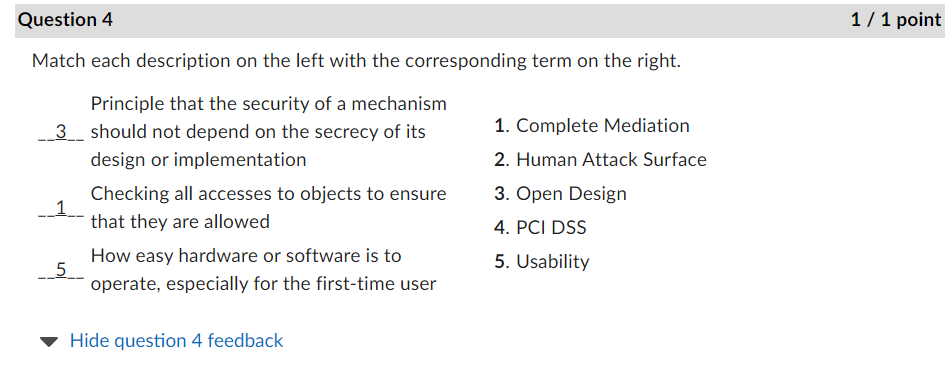 Question 4
1 / 1 point
Match each description on the left with the corresponding term on the right.
Principle that the security of a mechanism
__3__ should not depend on the secrecy of its
design or implementation
__1__ Checking all accesses to objects to ensure
that they are allowed
__5__ How easy hardware or software is to
operate, especially for the first-time user
1. Complete Mediation
2. Human Attack Surface
3. Open Design
4. PCI DSS
5. Usability
Hide question 4 feedback